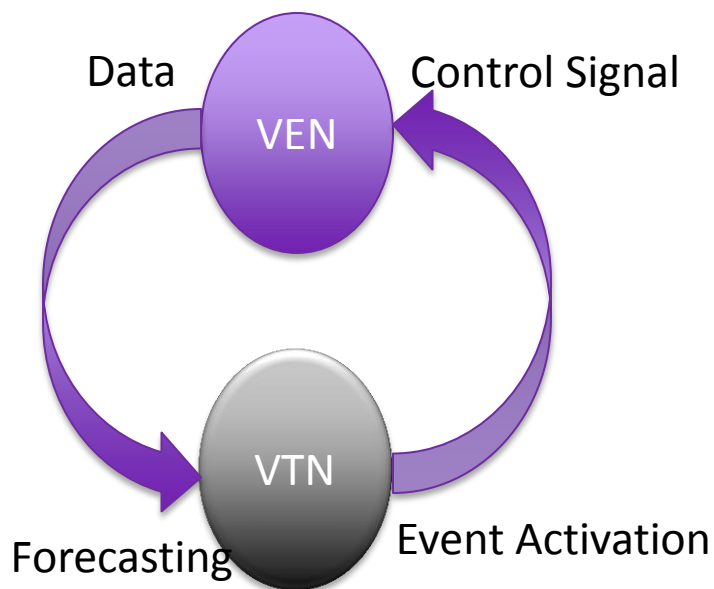 Data
Control Signal
VEN
VTN
Event Activation
Forecasting